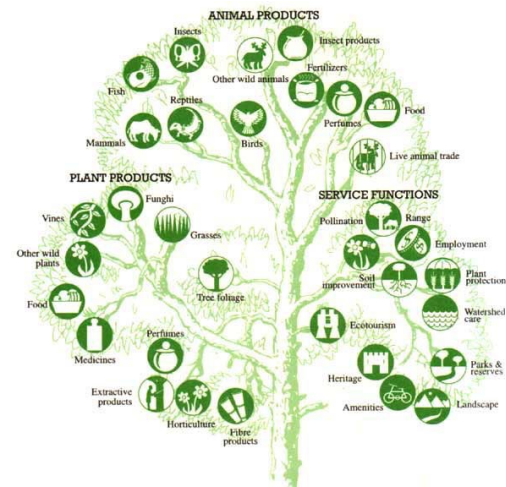 ANIMAL PRODUCTS
Insects
Insect products
Other wild animals
Fertilizers
Fish
Reptiles
Perfumes
Food
Mammals
Birds
Live animal trade
PLANT PRODUCTS
Funghi
Vines
Grasses
Other wild
plants
Tree foliage
Food
Medicines
Perfumes
Extractive
products
Horticulture
Fibre
products
SERVICE FUNCTIONS
Pollination
Range
Employment
Soil
improvement
Plant
protection
Watershed
care
Ecotourism
Parks &
reserves
Heritage
Amenities
Landscape